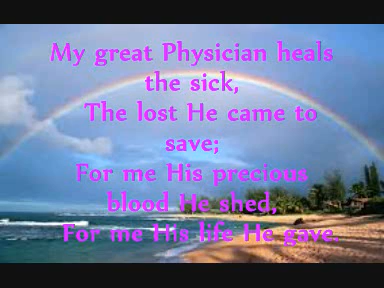 My great Physician heals
the sick,
The lost He came to
save;
For me His precious
blood He shed,
For me His life He gave.